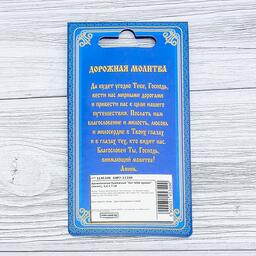 ДОРОЖНАЯ МОЛИТВА
Да будет угодно Тебе, Господь,
вести нас мирными дорогами
и привести нас к цели нашего
путешествия. Послать нам
благословение и милость, любовь
и милосердие в Твоих глазах
и в глазах тех, кто видит нас.
Благословен Ты, Господь,
внимающий молитве!
Аминь.